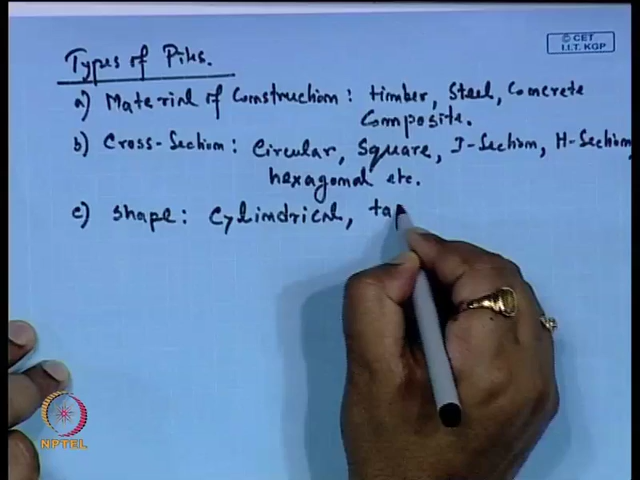 © CET
I.I.T. KGP
Types of Piles.
a) Material of Construction : timber, Steel, Concrete
Composite.
b) Cross-Section : Circular, Square, I-Section, H-Section,
hexagonal etc.
c) Shape : Cylindrical, ta
NPTEL